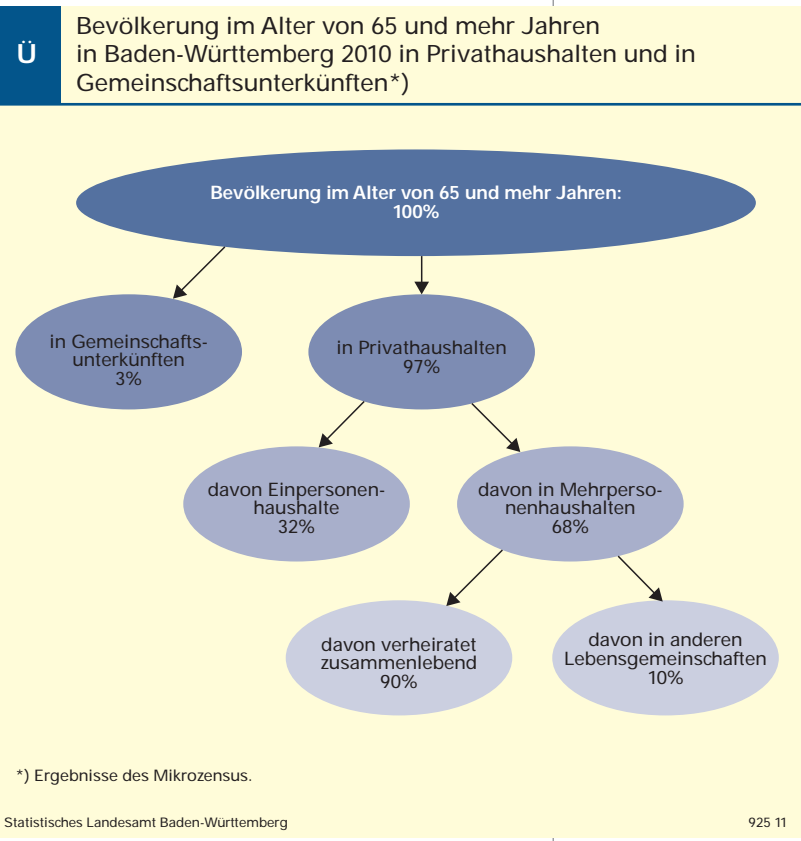 Ü
Bevölkerung im Alter von 65 und mehr Jahren
in Baden-Württemberg 2010 in Privathaushalten und in
Gemeinschaftsunterkünften*)
Bevölkerung im Alter von 65 und mehr Jahren:
100%
in Gemeinschafts-
unterkünften
3%
in Privathaushalten
97%
davon Einpersonen-
haushalte
32%
davon in Mehrperso-
nenhaushalten
68%
davon verheiratet
zusammenlebend
90%
davon in anderen
Lebensgemeinschaften
10%
*) Ergebnisse des Mikrozensus.
Statistisches Landesamt Baden-Württemberg
925 11